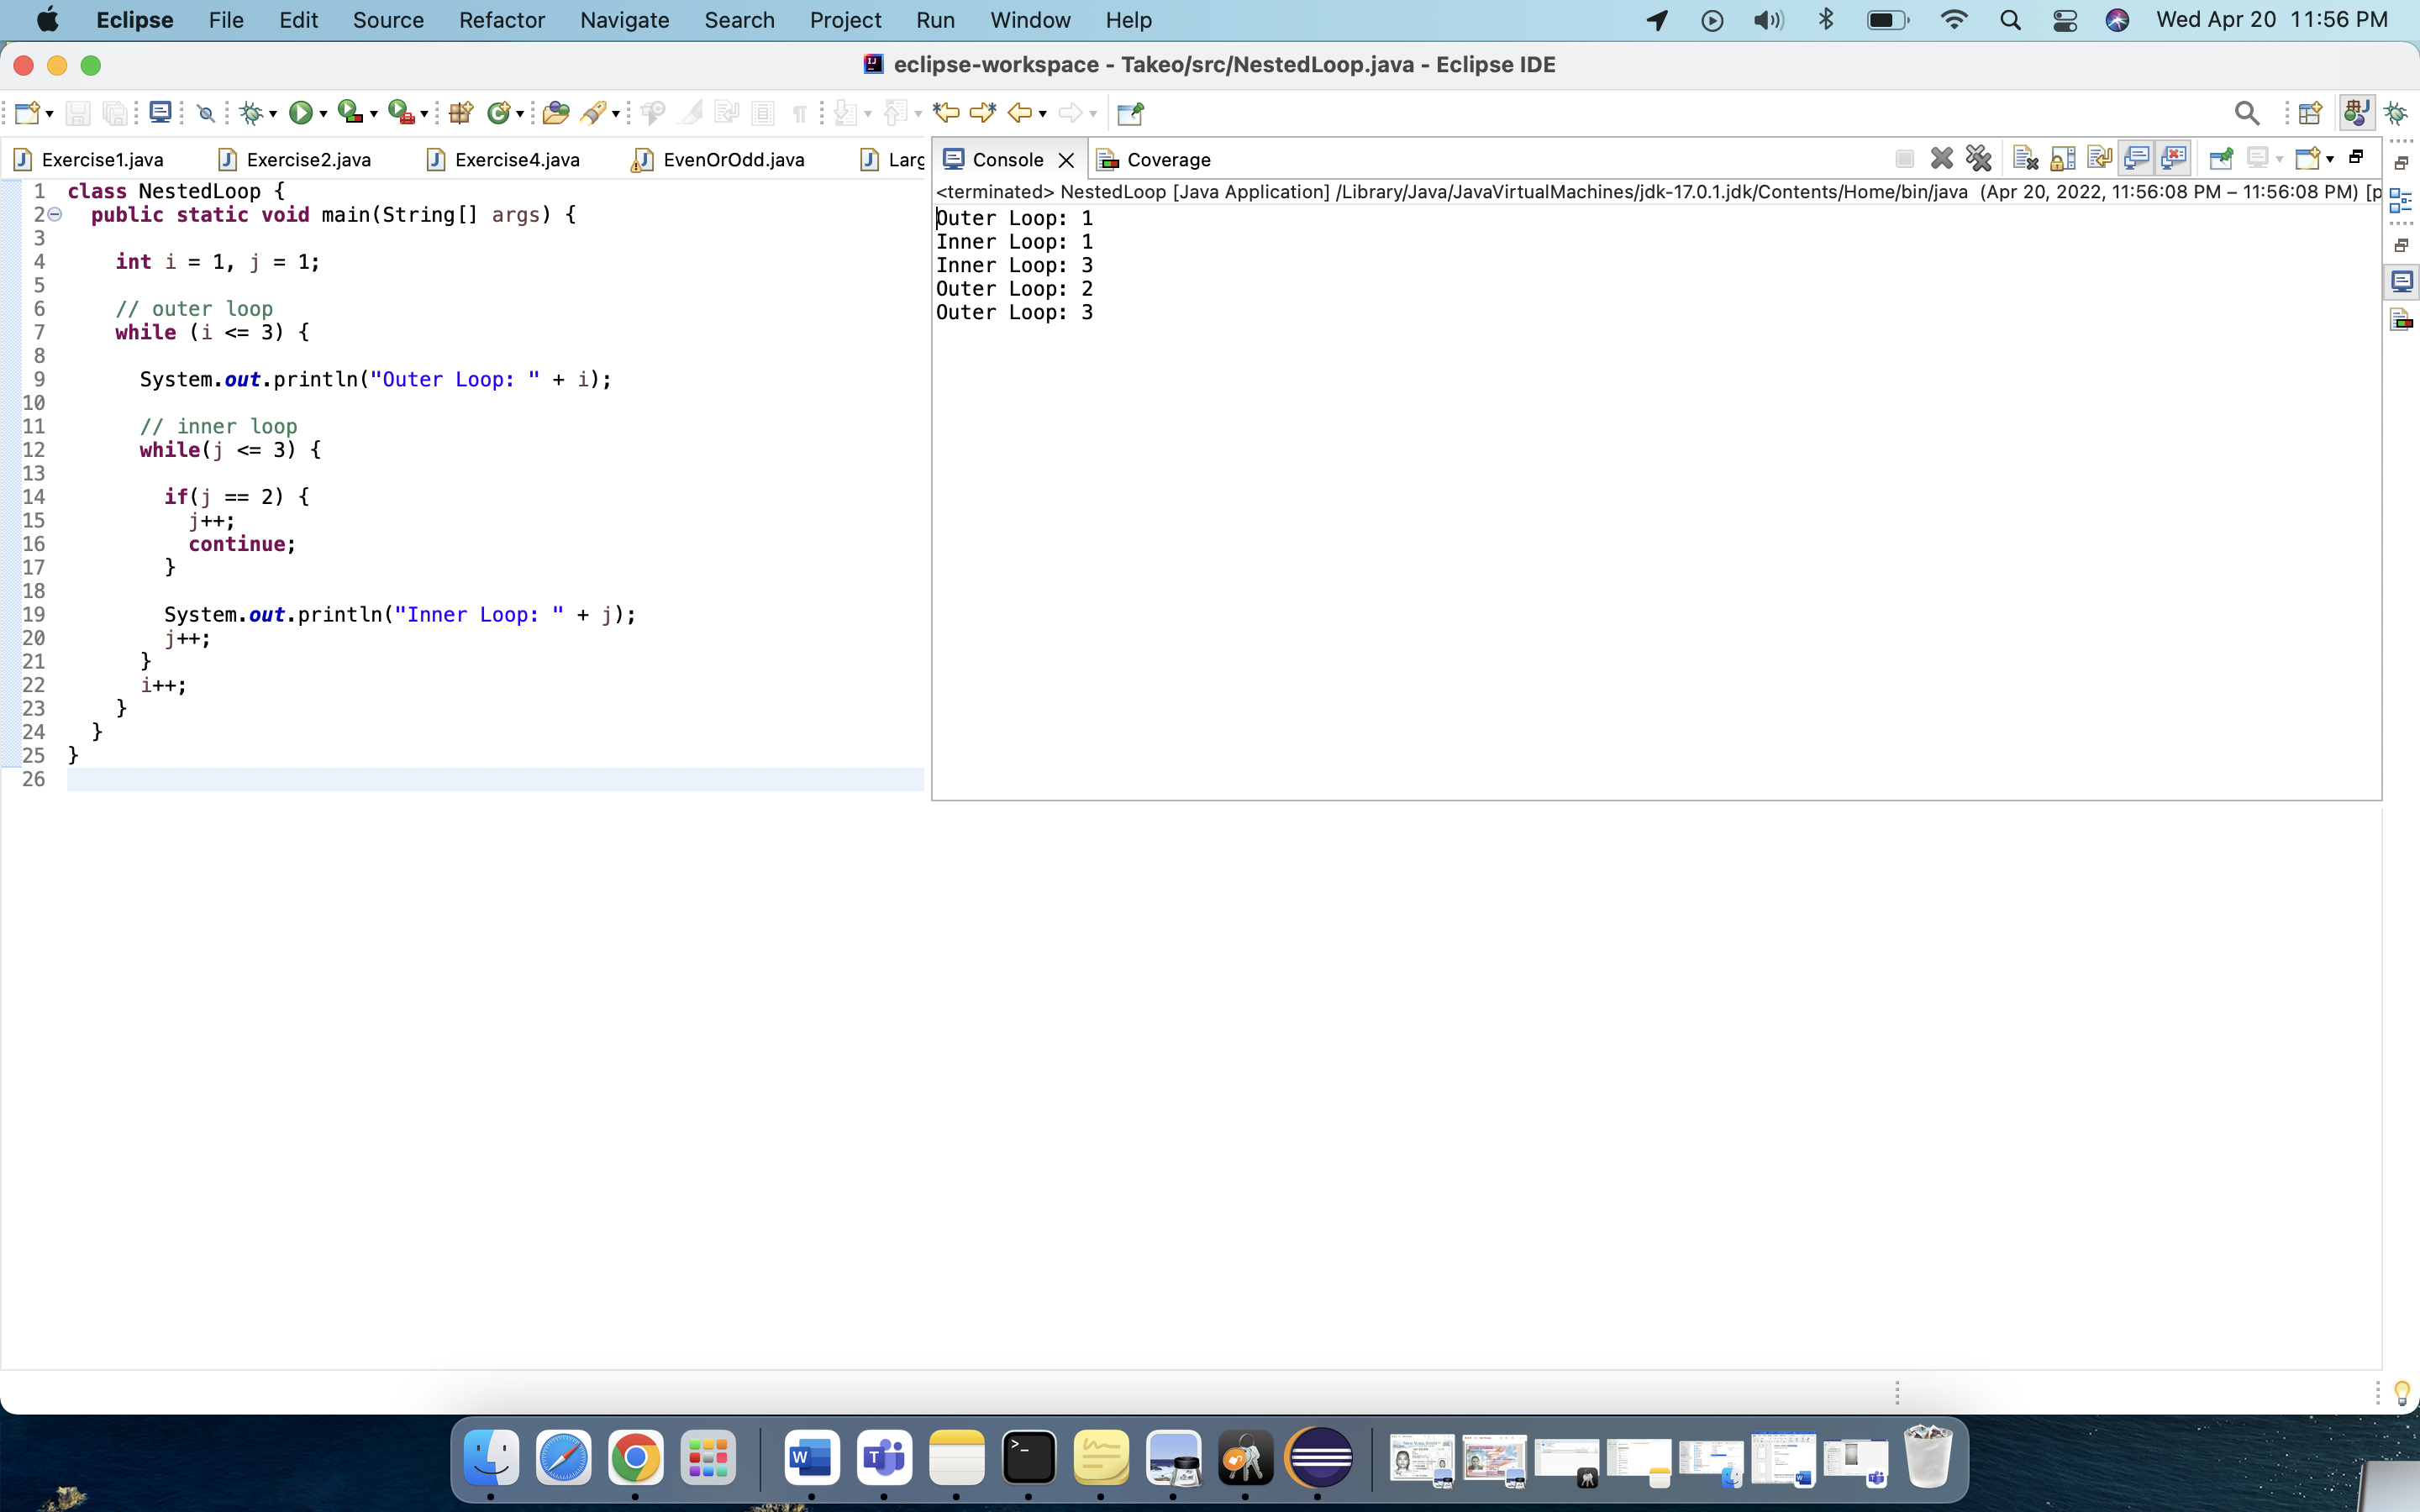 Eclipse File Edit Source Refactor Navigate Search Project Run Window Help Wed Apr 20 11:56 PM
eclipse-workspace - Takeo/src/NestedLoop.java - Eclipse IDE
Exercise1.java Exercise2.java Exercise4.java EvenOrOdd.java Larg
1 class NestedLoop {
2 public static void main(String[] args) {
3
4 int i = 1, j = 1;
5
6 // outer loop
7 while (i <= 3) {
8
9 System.out.println("Outer Loop: " + i);
10
11 // inner loop
12 while(j <= 3) {
13
14 if(j == 2) {
15 j++;
16 continue;
17 }
18
19 System.out.println("Inner Loop: " + j);
20 j++;
21 }
22 i++;
23 }
24 }
25 }
26
Console Coverage
<terminated> NestedLoop [Java Application] /Library/Java/JavaVirtualMachines/jdk-17.0.1.jdk/Contents/Home/bin/java (Apr 20, 2022, 11:56:08 PM – 11:56:08 PM) [p
Outer Loop: 1
Inner Loop: 1
Inner Loop: 3
Outer Loop: 2
Outer Loop: 3